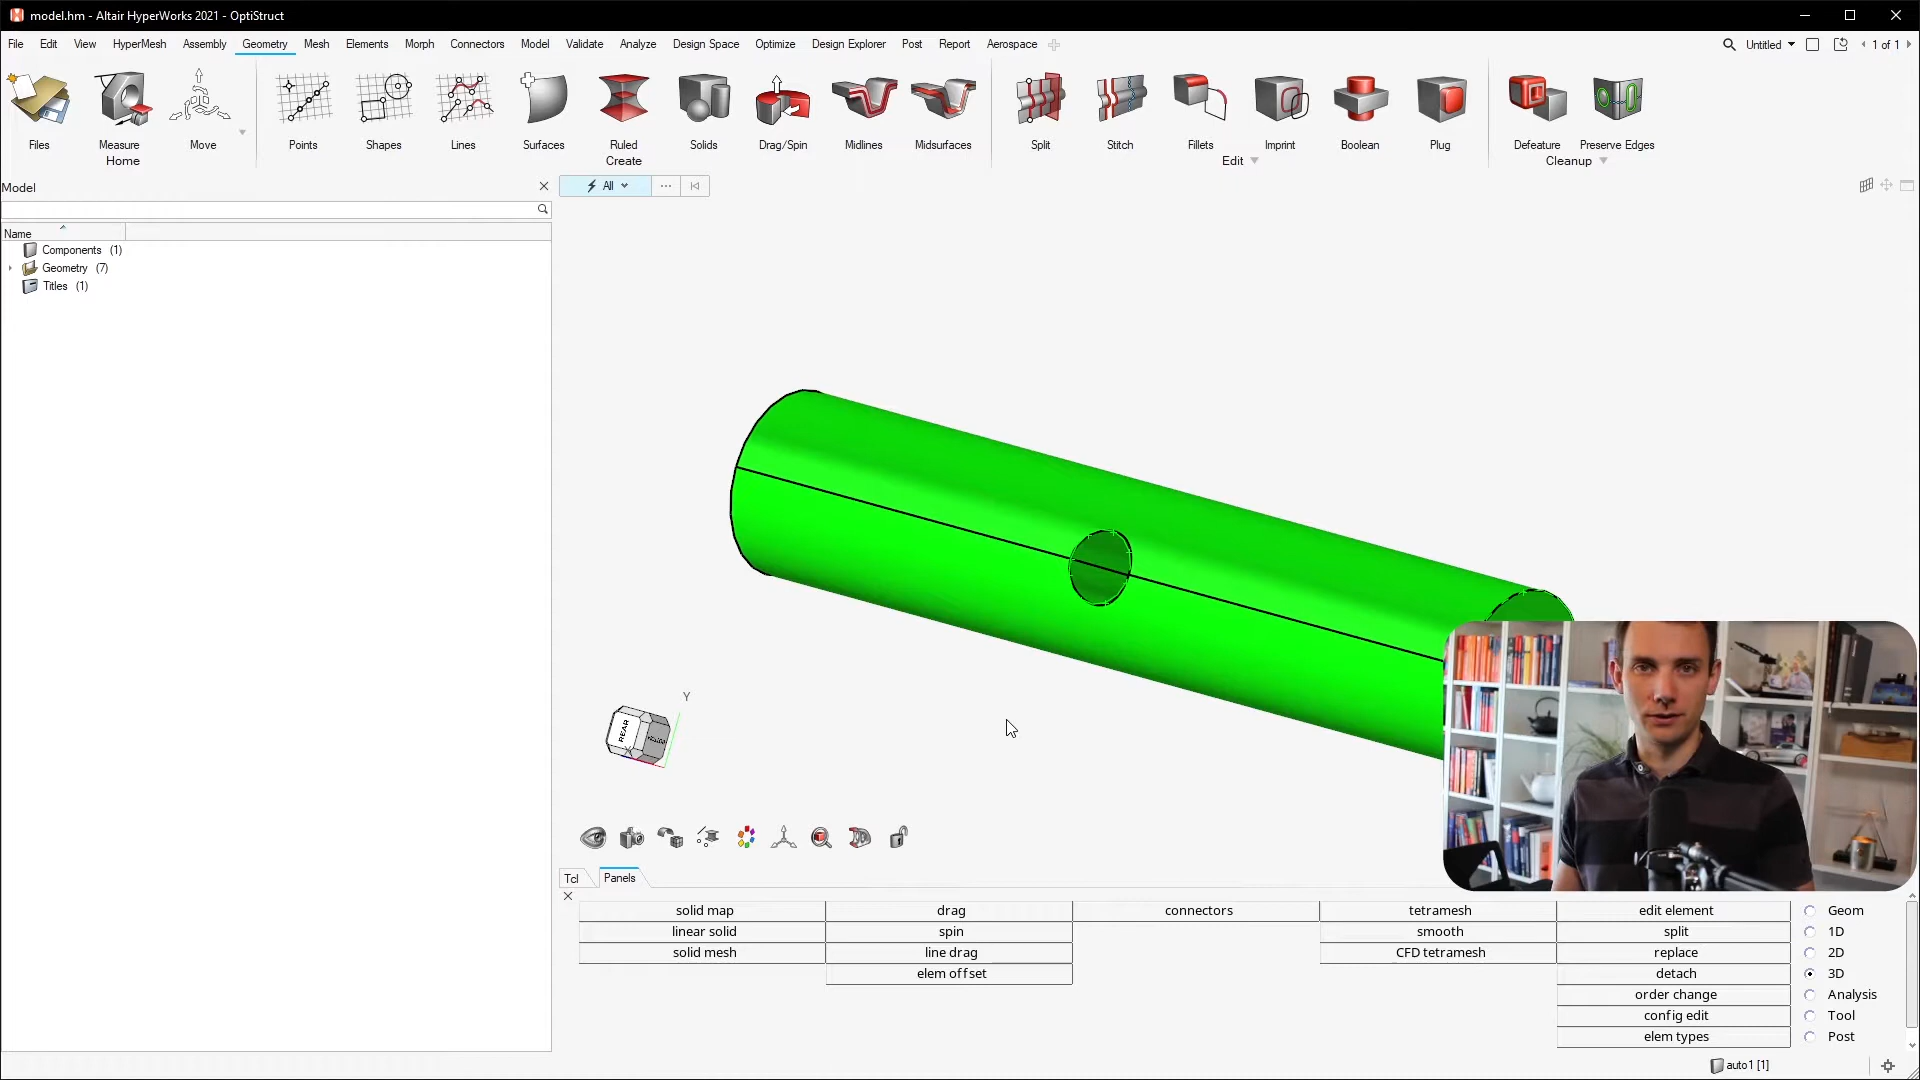 model.hm - Altair HyperWorks 2021 - OptiStruct
File Edit View HyperMesh Assembly Geometry Mesh Elements Morph Connectors Model Validate Analyze Design Space Optimize Design Explorer Post Report Aerospace Untitled 1 of 1
Files Measure Move Points Shapes Lines Surfaces Ruled Solids Drag/Spin Midlines Midsurfaces Split Stitch Fillets Imprint Boolean Plug Defeature Preserve Edges
Home Create Edit Cleanup
Model
All
Name
Components (1)
Geometry (7)
Titles (1)
Y
REAR
X
Tcl Panels
solid map drag connectors tetramesh edit element Geom
linear solid spin smooth split 1D
solid mesh line drag CFD tetramesh replace 2D
elem offset detach 3D
order change Analysis
config edit Tool
elem types Post
auto1 [1]